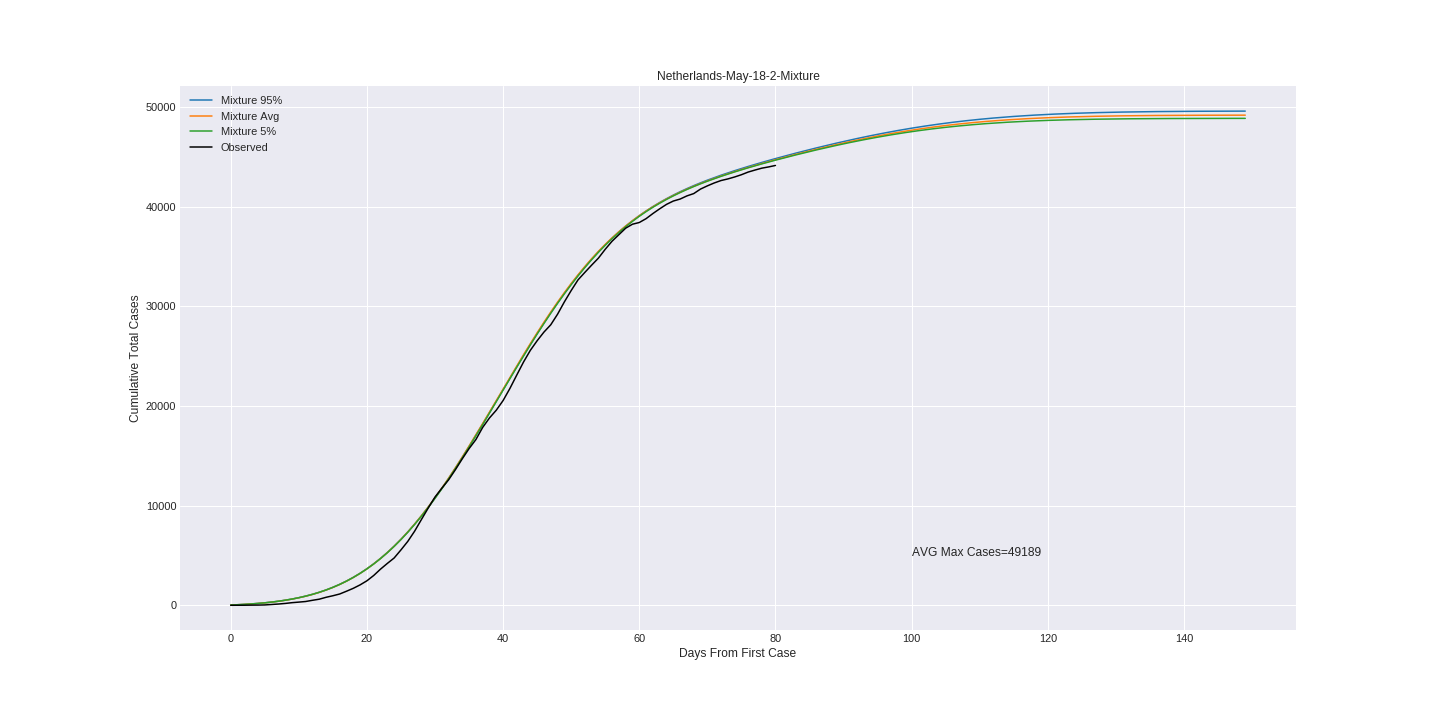 Netherlands-May-18-2-Mixture
Mixture 95%
Mixture Avg
Mixture 5%
Observed
50000
40000
30000
20000
10000
0
Cumulative Total Cases
AVG Max Cases=49189
0 20 40 60 80 100 120 140
Days From First Case